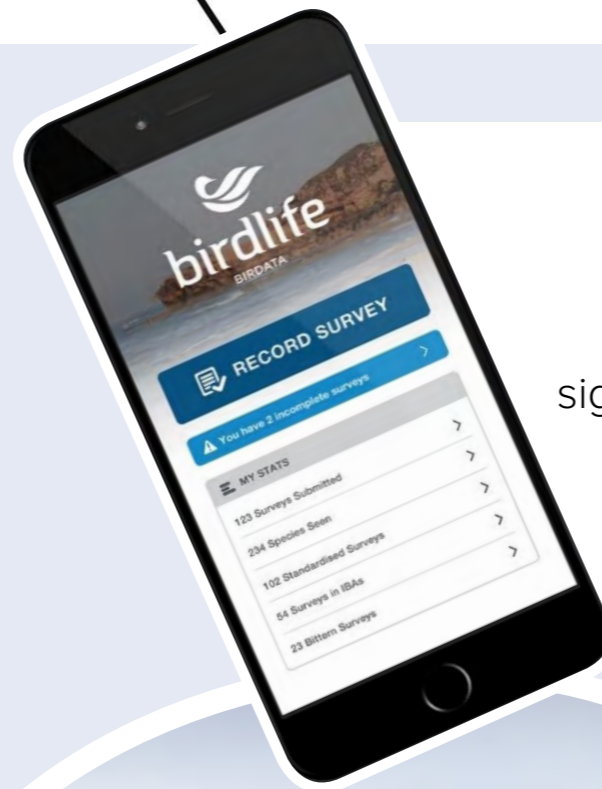 birdlife
BIRDATA
RECORD SURVEY
You have 2 incomplete surveys
MY STATS
123 Surveys Submitted
234 Species Seen
102 Standardised Surveys
54 Surveys in IBAs
23 Bittern Surveys
sig